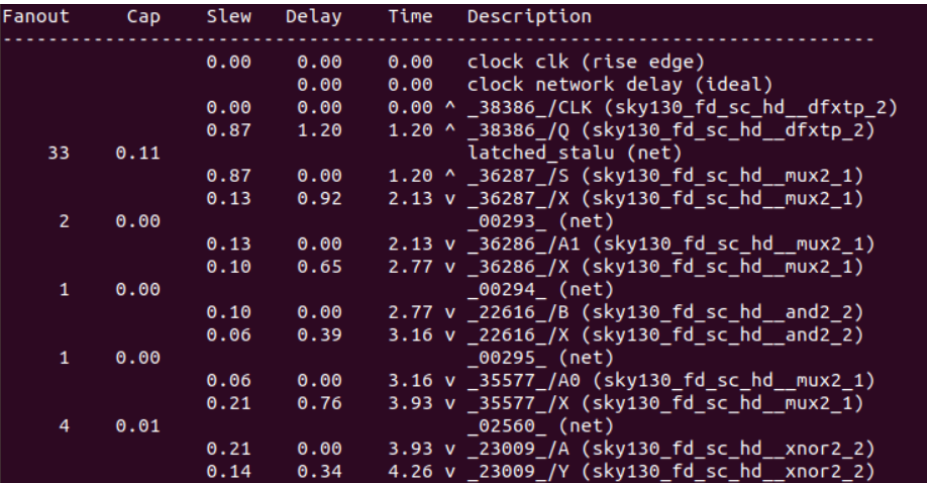 Fanout     Cap    Slew   Delay    Time   Description
-----------------------------------------------------------------------------
                  0.00    0.00    0.00   clock clk (rise edge)
                          0.00    0.00   clock network delay (ideal)
                  0.00    0.00    0.00 ^ _38386_/CLK (sky130_fd_sc_hd__dfxtp_2)
                  0.87    1.20    1.20 ^ _38386_/Q (sky130_fd_sc_hd__dfxtp_2)
    33    0.11                           latched_stalu (net)
                  0.87    0.00    1.20 ^ _36287_/S (sky130_fd_sc_hd__mux2_1)
                  0.13    0.92    2.13 v _36287_/X (sky130_fd_sc_hd__mux2_1)
     2    0.00                           _00293_ (net)
                  0.13    0.00    2.13 v _36286_/A1 (sky130_fd_sc_hd__mux2_1)
                  0.10    0.65    2.77 v _36286_/X (sky130_fd_sc_hd__mux2_1)
     1    0.00                           _00294_ (net)
                  0.10    0.00    2.77 v _22616_/B (sky130_fd_sc_hd__and2_2)
                  0.06    0.39    3.16 v _22616_/X (sky130_fd_sc_hd__and2_2)
     1    0.00                           _00295_ (net)
                  0.06    0.00    3.16 v _35577_/A0 (sky130_fd_sc_hd__mux2_1)
                  0.21    0.76    3.93 v _35577_/X (sky130_fd_sc_hd__mux2_1)
     4    0.01                           _02560_ (net)
                  0.21    0.00    3.93 v _23009_/A (sky130_fd_sc_hd__xnor2_2)
                  0.14    0.34    4.26 v _23009_/Y (sky130_fd_sc_hd__xnor2_2)